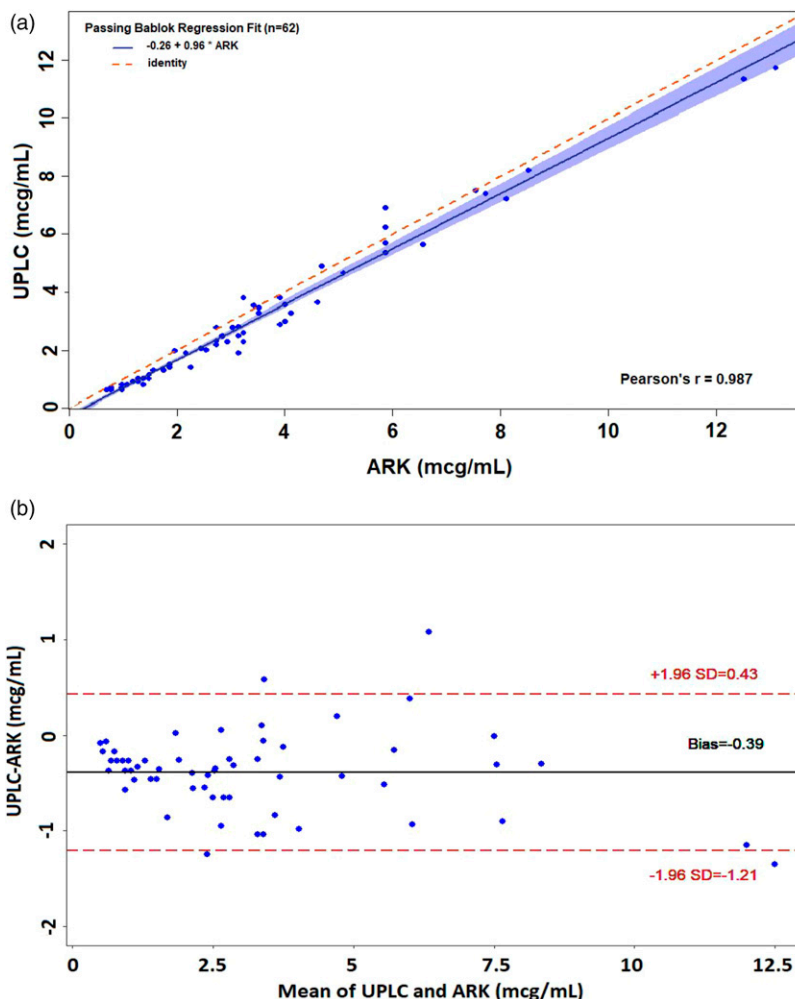 (a)
Passing Bablok Regression Fit (n=62)
-0.26 + 0.96 * ARK
identity
UPLC (mcg/mL)
12
10
8
6
4
2
0
Pearson's r = 0.987
0 2 4 6 8 10 12
ARK (mcg/mL)
(b)
UPLC-ARK (mcg/mL)
2
1
+1.96 SD=0.43
0
Bias=-0.39
-1
-1.96 SD=-1.21
-2
0 2.5 5 7.5 10 12.5
Mean of UPLC and ARK (mcg/mL)